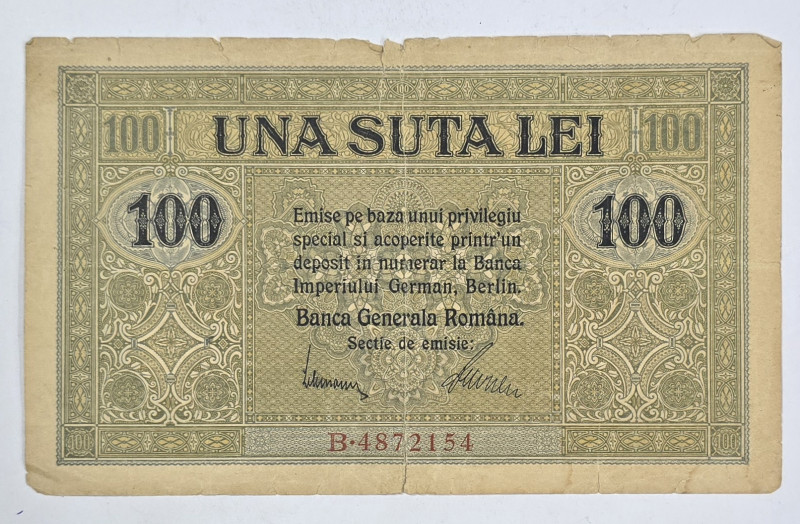 100 UNA SUTA LEI 100
100 100
Emise pe baza unui privilegiu
special si acoperite printr'un
deposit in numerar la Banca
Imperiului German, Berlin.
Banca Generala Româna.
Sectie de emisie:
B·4872154
100 100